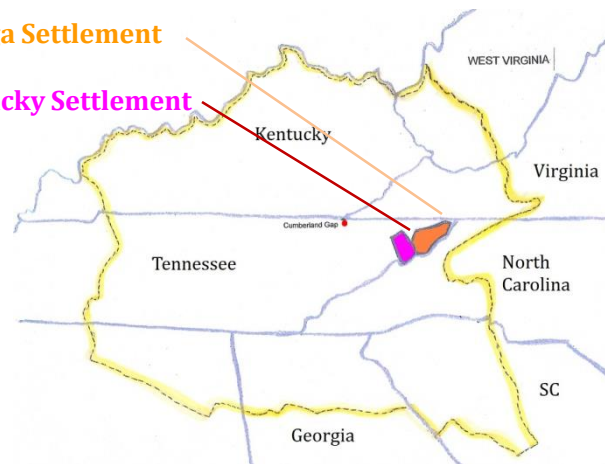 a Settlement
WEST VIRGINIA
cky Settlement
Kentucky
Virginia
Cumberland Gap
Tennessee
North
Carolina
SC
Georgia